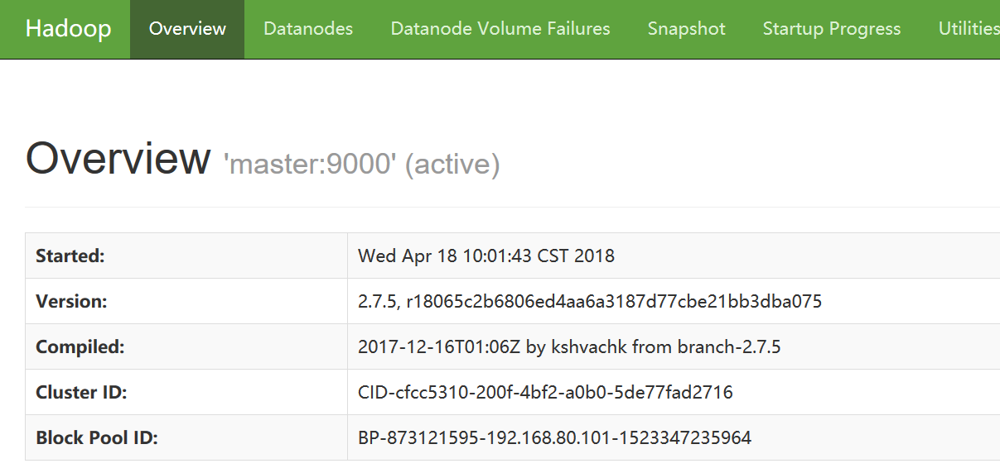 Hadoop Overview Datanodes Datanode Volume Failures Snapshot Startup Progress Utilities
Overview 'master:9000' (active)
Started: Wed Apr 18 10:01:43 CST 2018
Version: 2.7.5, r18065c2b6806ed4aa6a3187d77cbe21bb3dba075
Compiled: 2017-12-16T01:06Z by kshvachk from branch-2.7.5
Cluster ID: CID-cfcc5310-200f-4bf2-a0b0-5de77fad2716
Block Pool ID: BP-873121595-192.168.80.101-1523347235964